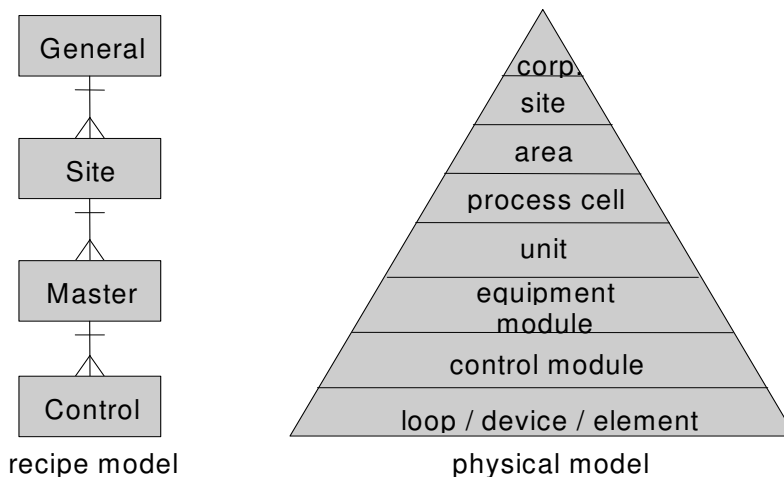 General
Site
Master
Control
recipe model
corp.
site
area
process cell
unit
equipment
module
control module
loop / device / element
physical model